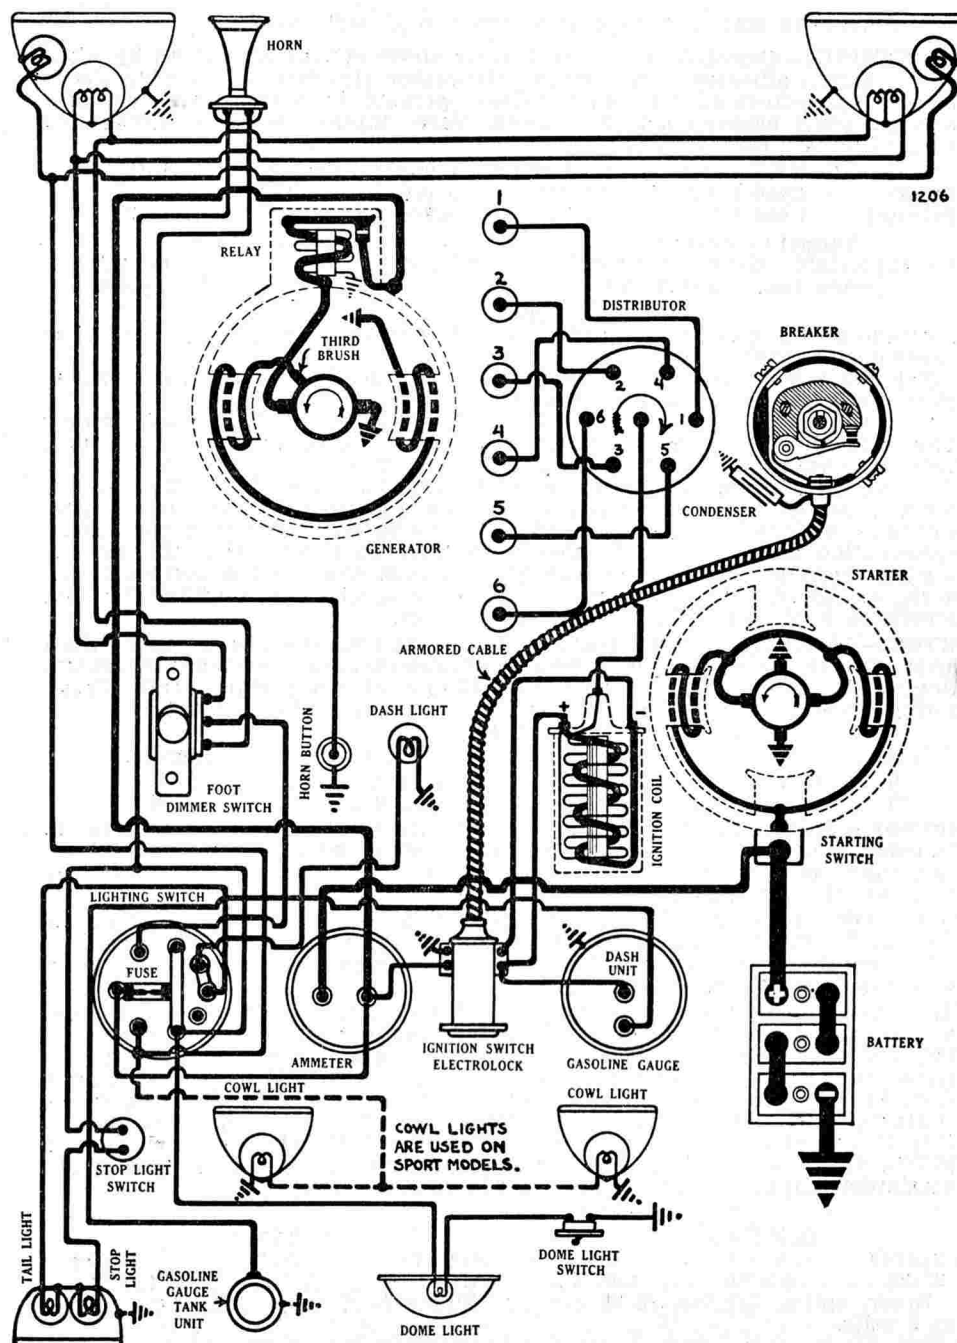 HORN
1206
RELAY
1
2
3
4
5
6
DISTRIBUTOR
2
4
6
1
3
5
BREAKER
THIRD
BRUSH
CONDENSER
GENERATOR
STARTER
ARMORED CABLE
DASH LIGHT
HORN BUTTON
FOOT
DIMMER SWITCH
+
-
IGNITION COIL
STARTING
SWITCH
LIGHTING SWITCH
FUSE
AMMETER
IGNITION SWITCH
ELECTROLOCK
DASH
UNIT
GASOLINE GAUGE
+
-
BATTERY
COWL LIGHT
COWL LIGHT
COWL LIGHTS
ARE USED ON
SPORT MODELS.
STOP LIGHT
SWITCH
TAIL LIGHT
STOP
LIGHT
GASOLINE
GAUGE
TANK
UNIT
DOME LIGHT
DOME LIGHT
SWITCH